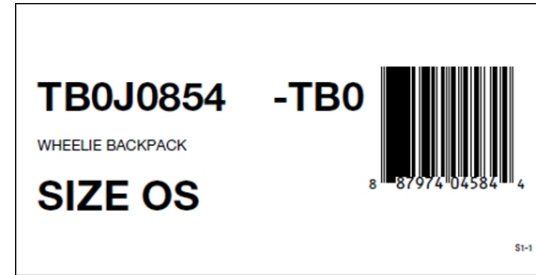 TB0J0854 -TB0
WHEELIE BACKPACK
SIZE OS
8 87974 04584 4
S1-1